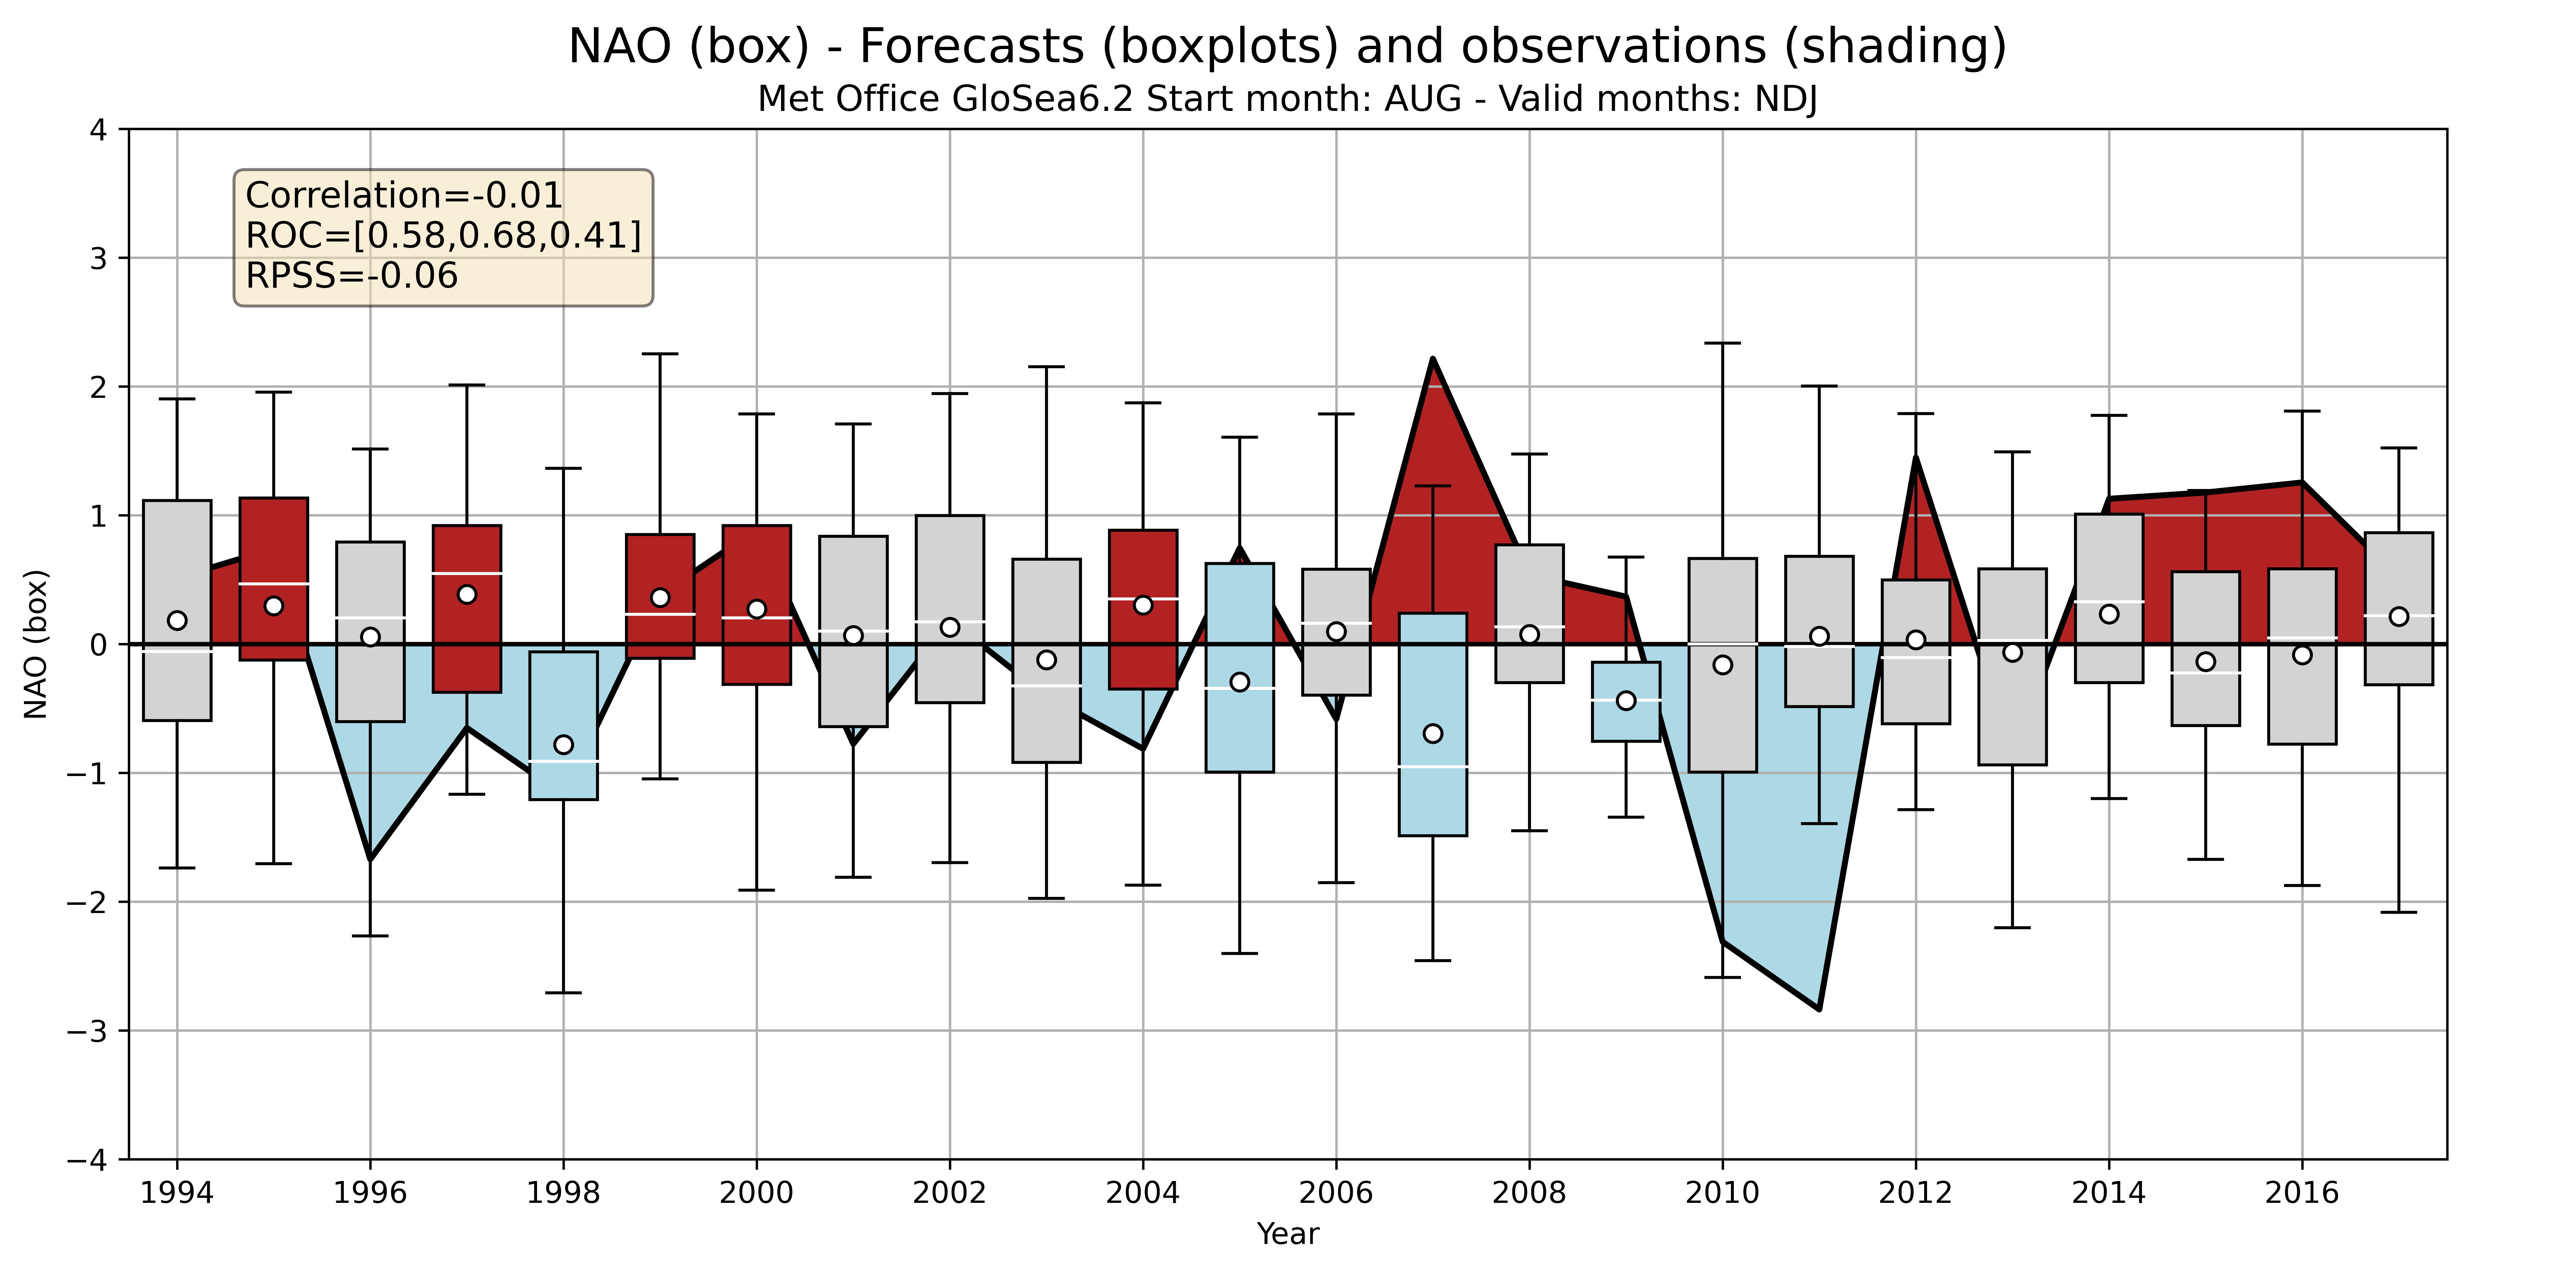 NAO (box) - Forecasts (boxplots) and observations (shading)
Met Office GloSea6.2 Start month: AUG - Valid months: NDJ
Correlation=-0.01
ROC=[0.58,0.68,0.41]
RPSS=-0.06
NAO (box)
4
3
2
1
0
−1
−2
−3
−4
1994 1996 1998 2000 2002 2004 2006 2008 2010 2012 2014 2016
Year